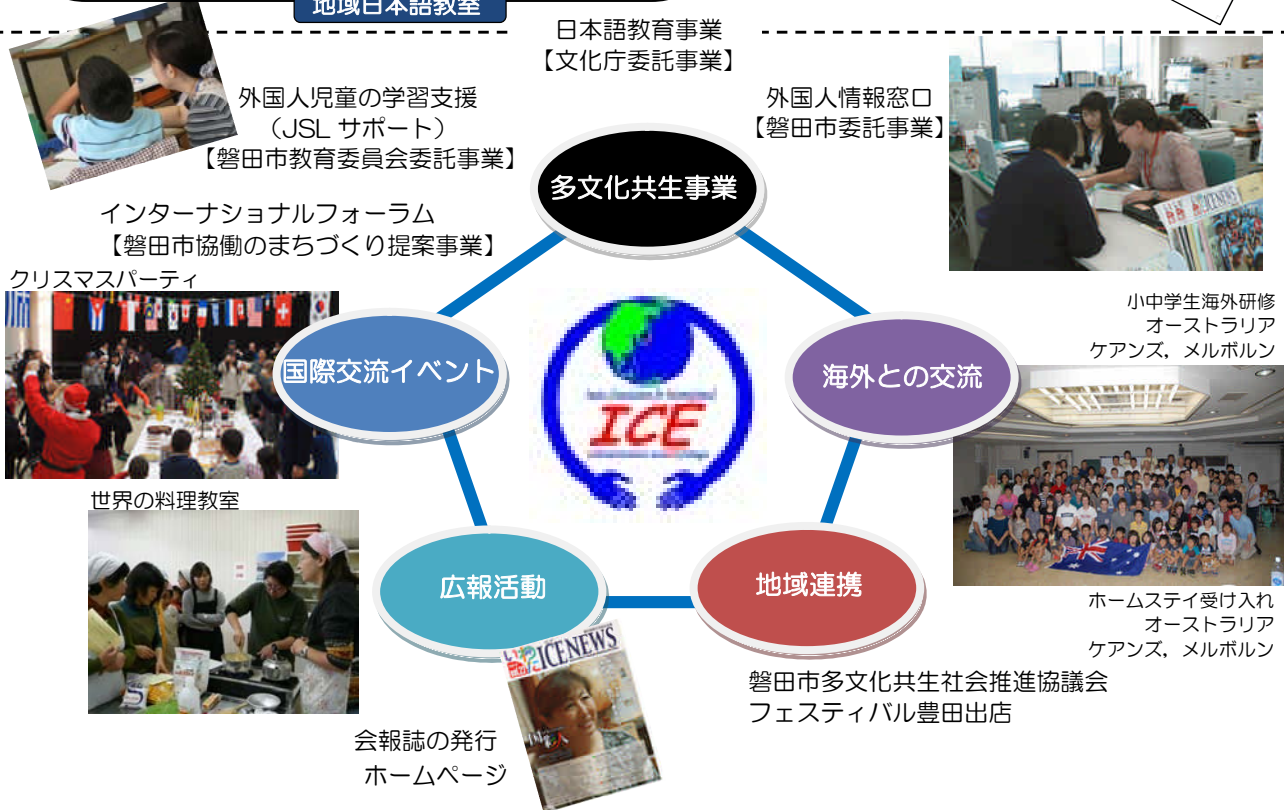 地域日本語教室
日本語教育事業
【文化庁委託事業】
外国人児童の学習支援
（JSL サポート）
【磐田市教育委員会委託事業】
外国人情報窓口
【磐田市委託事業】
多文化共生事業
インターナショナルフォーラム
【磐田市協働のまちづくり提案事業】
クリスマスパーティ
小中学生海外研修
オーストラリア
ケアンズ，メルボルン
国際交流イベント
海外との交流
ICE
世界の料理教室
広報活動
地域連携
ホームステイ受け入れ
オーストラリア
ケアンズ，メルボルン
ICENEWS
ICENEWS
磐田市多文化共生社会推進協議会
フェスティバル豊田出店
会報誌の発行
ホームページ